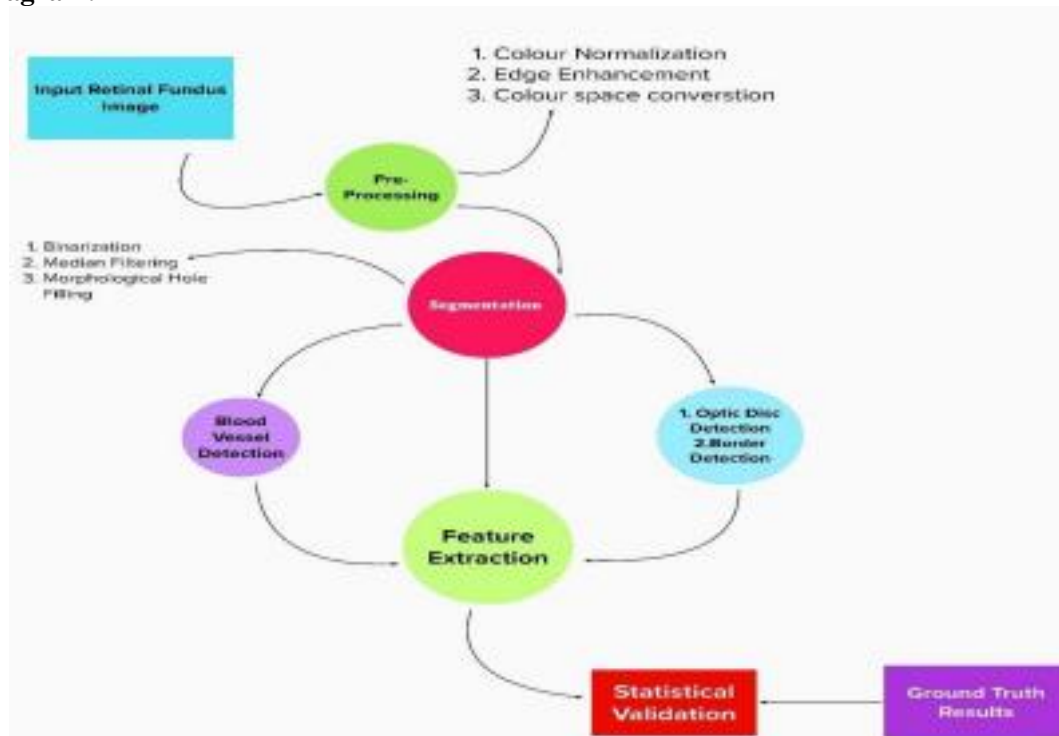 Input Retinal Fundus
Image
1. Colour Normalization
2. Edge Enhancement
3. Colour space converstion
Pre-
Processing
1. Binarization
2. Median Filtering
3. Morphological Hole
Filling
Segmentation
Blood
Vessel
Detection
1. Optic Disc
Detection
2.Border
Detection
Feature
Extraction
Statistical
Validation
Ground Truth
Results